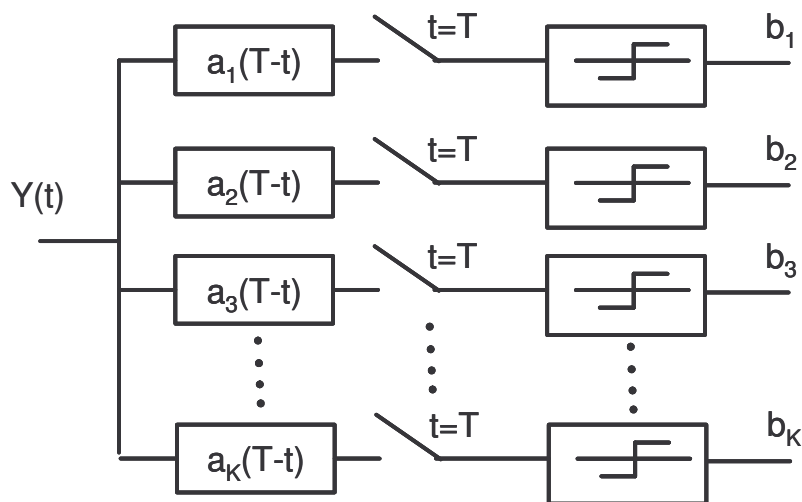 a₁(T-t) t=T b₁
a₂(T-t) t=T b₂
Y(t)
a₃(T-t) t=T b₃
a_K(T-t) t=T b_K